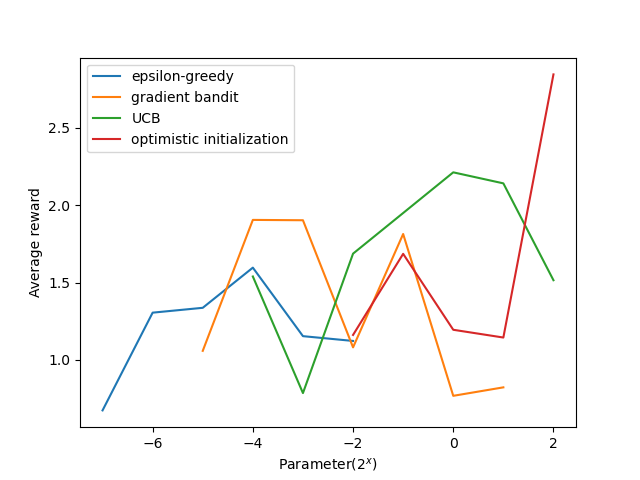 epsilon-greedy
gradient bandit
UCB
optimistic initialization
2.5
2.0
1.5
1.0
Average reward
−6 −4 −2 0 2
Parameter(2^x)